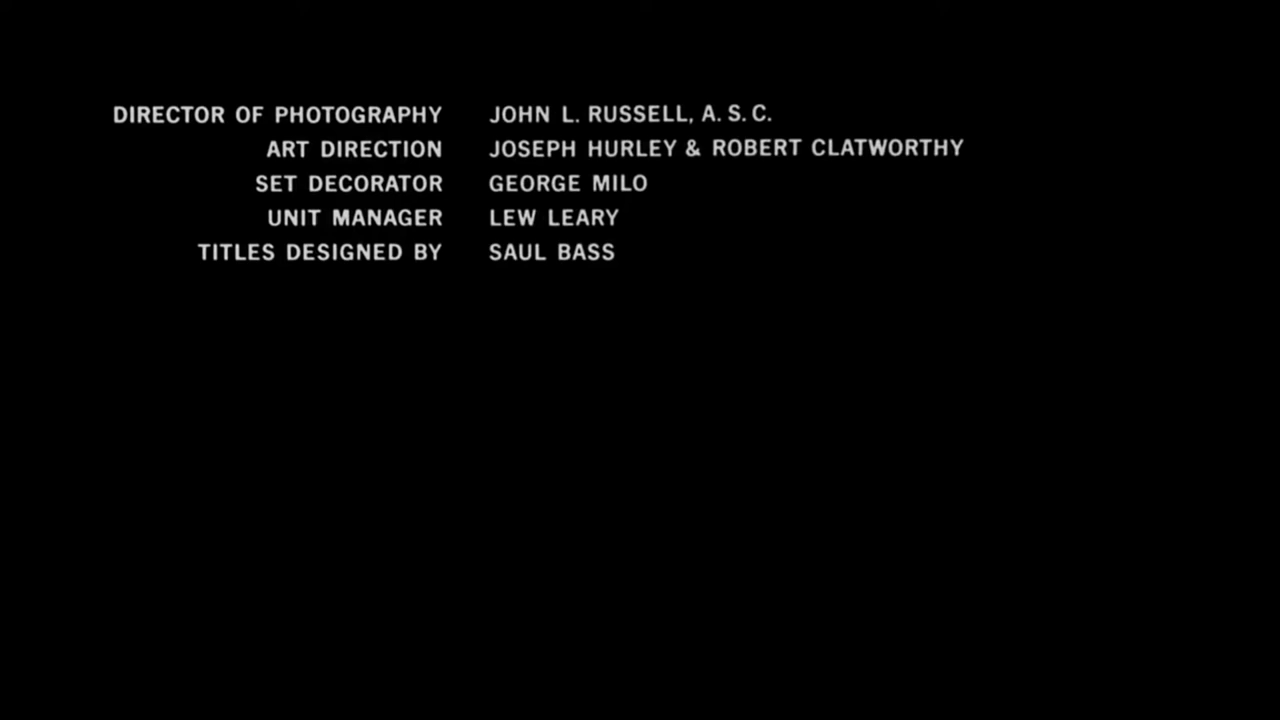 DIRECTOR OF PHOTOGRAPHY JOHN L. RUSSELL, A. S. C.
ART DIRECTION JOSEPH HURLEY & ROBERT CLATWORTHY
SET DECORATOR GEORGE MILO
UNIT MANAGER LEW LEARY
TITLES DESIGNED BY SAUL BASS